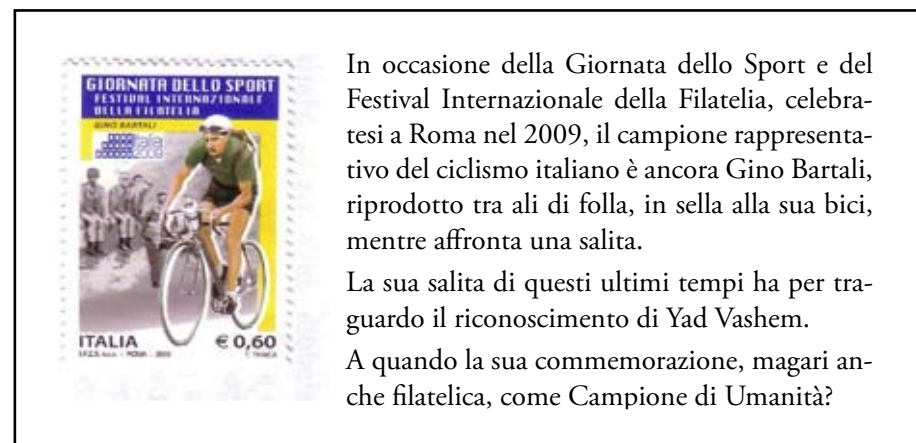 GIORNATA DELLO SPORT
FESTIVAL INTERNAZIONALE
DELLA FILATELIA
GINO BARTALI
ITALIA
€ 0,60
I.P.Z.S. S.p.A. - ROMA - 2009
In occasione della Giornata dello Sport e del
Festival Internazionale della Filatelia, celebra-
tesi a Roma nel 2009, il campione rappresenta-
tivo del ciclismo italiano è ancora Gino Bartali,
riprodotto tra ali di folla, in sella alla sua bici,
mentre affronta una salita.
La sua salita di questi ultimi tempi ha per tra-
guardo il riconoscimento di Yad Vashem.
A quando la sua commemorazione, magari an-
che filatelica, come Campione di Umanità?